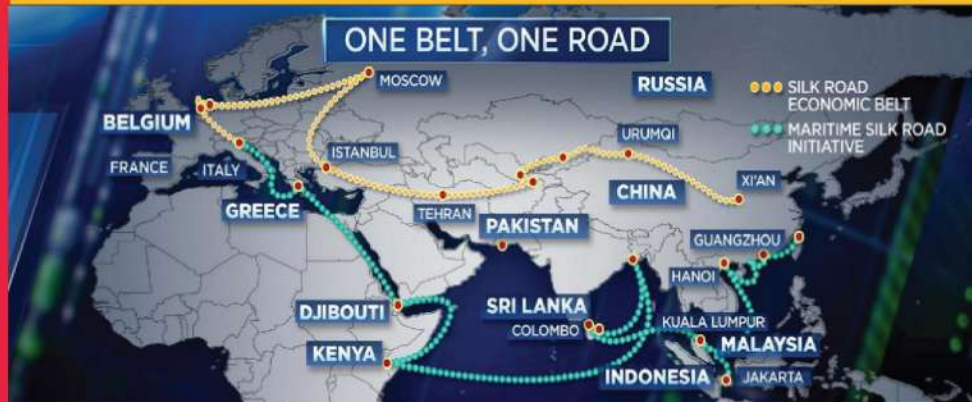 ONE BELT, ONE ROAD
MOSCOW
RUSSIA
SILK ROAD
ECONOMIC BELT
MARITIME SILK ROAD
INITIATIVE
BELGIUM
FRANCE
ITALY
ISTANBUL
URUMQI
XI'AN
CHINA
GREECE
TEHRAN
PAKISTAN
GUANGZHOU
HANOI
DJIBOUTI
SRI LANKA
COLOMBO
KUALA LUMPUR
MALAYSIA
KENYA
INDONESIA
JAKARTA